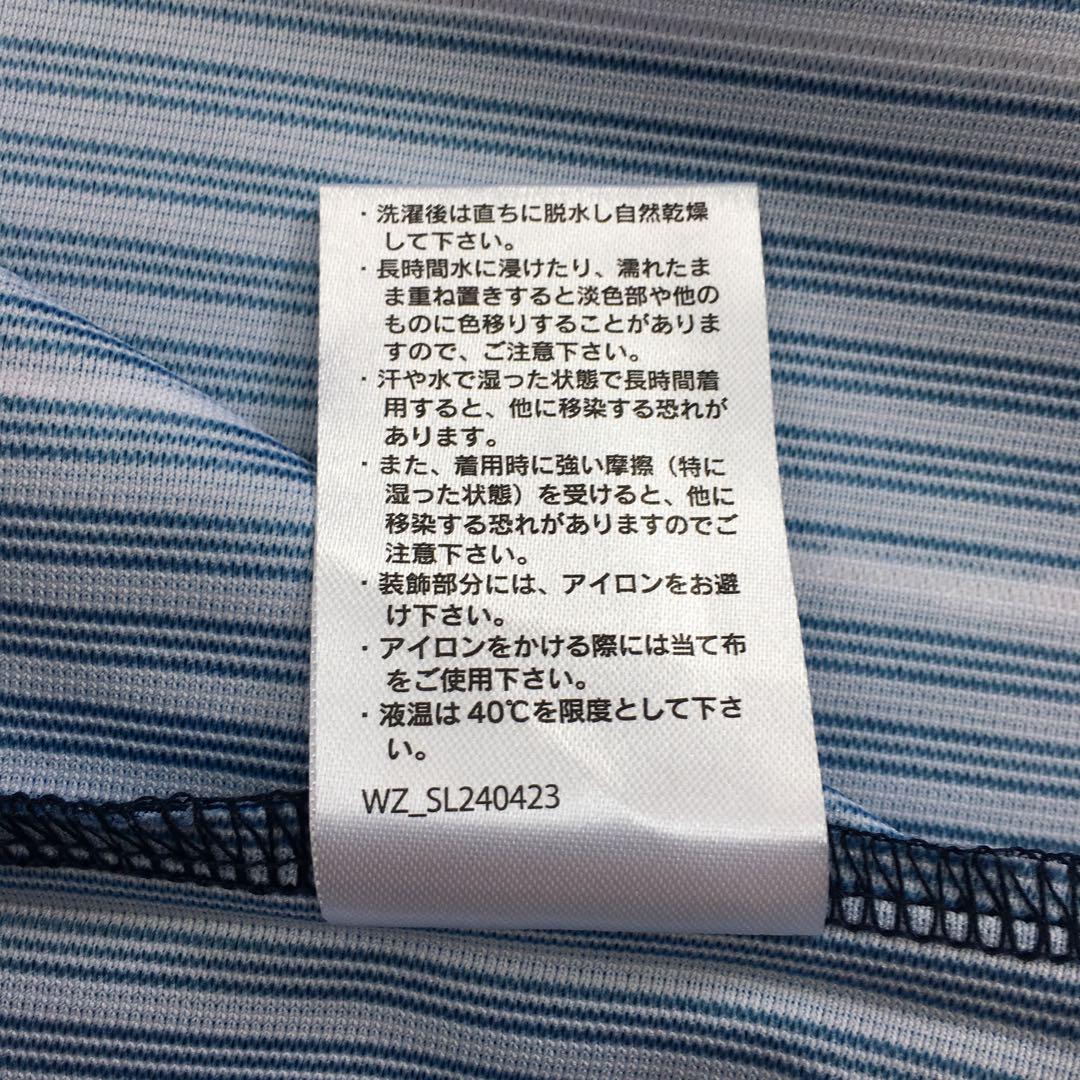 ・洗濯後は直ちに脱水し自然乾燥
して下さい。
・長時間水に浸けたり、濡れたま
ま重ね置きすると淡色部や他の
ものに色移りすることがありま
すので、ご注意下さい。
・汗や水で湿った状態で長時間着
用すると、他に移染する恐れが
あります。
・また、着用時に強い摩擦（特に
湿った状態）を受けると、他に
移染する恐れがありますのでご
注意下さい。
・装飾部分には、アイロンをお避
け下さい。
・アイロンをかける際には当て布
をご使用下さい。
・液温は40℃を限度として下さ
い。
WZ_SL240423